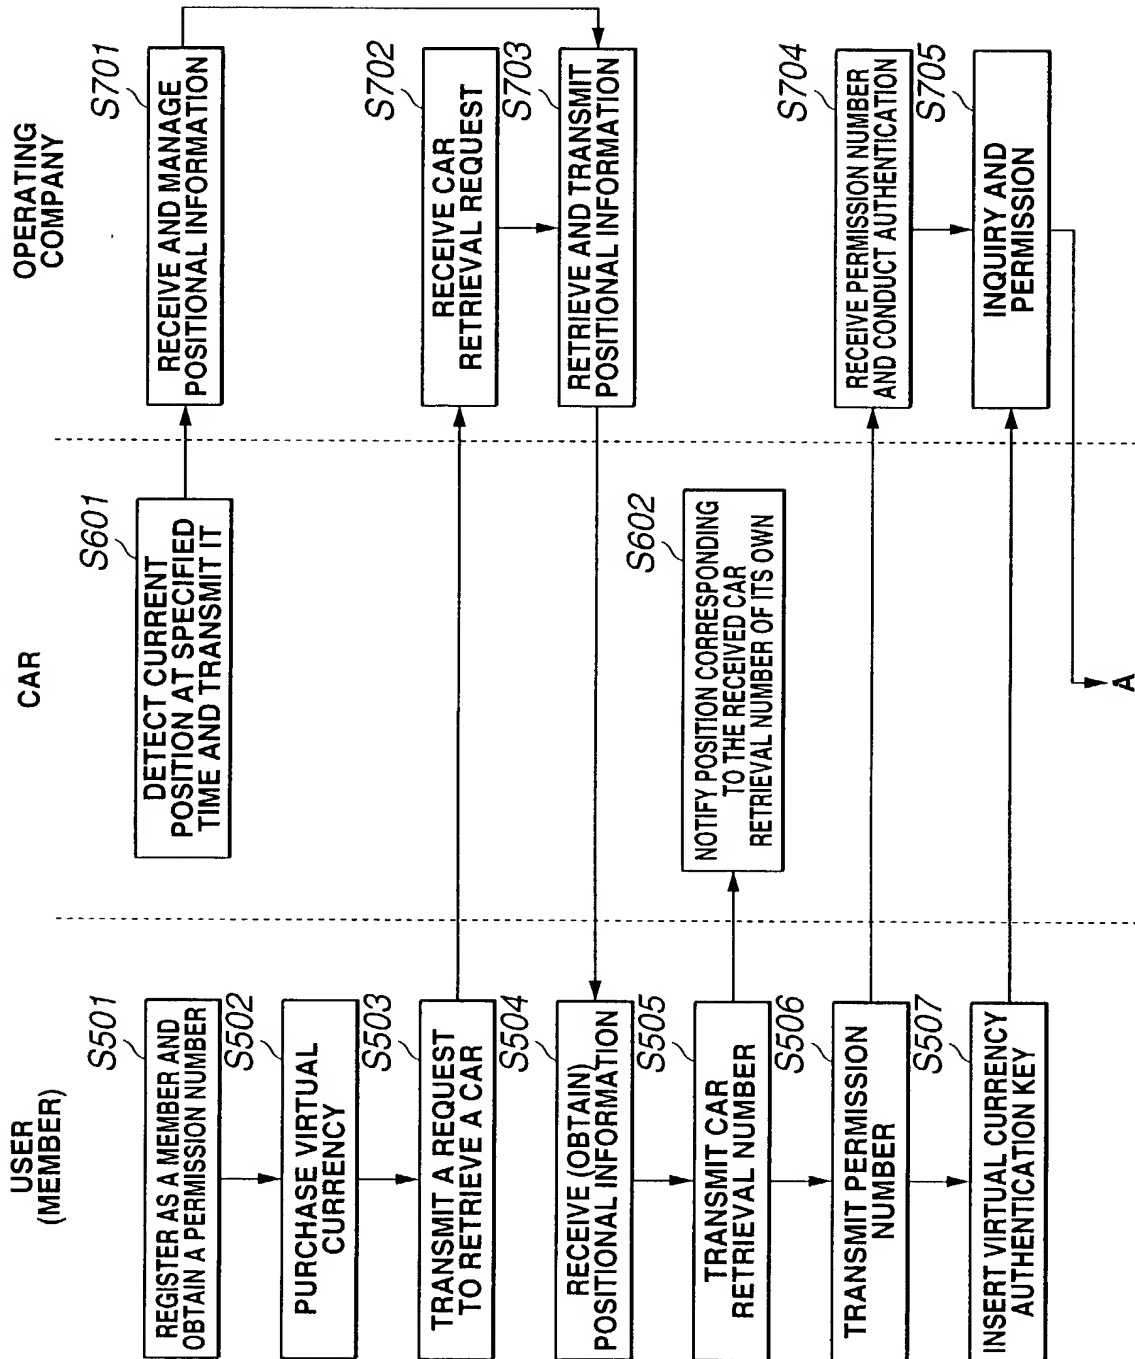 USER
(MEMBER)
CAR
OPERATING
COMPANY
S501
REGISTER AS A MEMBER AND
OBTAIN A PERMISSION NUMBER
S502
PURCHASE VIRTUAL
CURRENCY
S503
TRANSMIT A REQUEST
TO RETRIEVE A CAR
S504
RECEIVE (OBTAIN)
POSITIONAL INFORMATION
S505
TRANSMIT CAR
RETRIEVAL NUMBER
S506
TRANSMIT PERMISSION
NUMBER
S507
INSERT VIRTUAL CURRENCY
AUTHENTICATION KEY
S601
DETECT CURRENT
POSITION AT SPECIFIED
TIME AND TRANSMIT IT
S602
NOTIFY POSITION CORRESPONDING
TO THE RECEIVED CAR
RETRIEVAL NUMBER OF ITS OWN
A
S701
RECEIVE AND MANAGE
POSITIONAL INFORMATION
S702
RECEIVE CAR
RETRIEVAL REQUEST
S703
RETRIEVE AND TRANSMIT
POSITIONAL INFORMATION
S704
RECEIVE PERMISSION NUMBER
AND CONDUCT AUTHENTICATION
S705
INQUIRY AND
PERMISSION